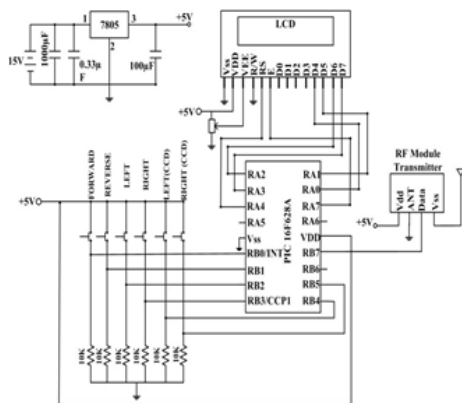 1 7805 3 +5V
2
15V
1000μF
0.33μ
F
100μF
LCD
Vss
VDD
VEE
R/W
RS
E
D0
D1
D2
D3
D4
D5
D6
D7
+5V
RF Module
Transmitter
Vdd
ANT
Data
Vss
+5V
+5V
FORWARD
REVERSE
LEFT
RIGHT
LEFT(CCD)
RIGHT (CCD)
PIC 16F628A
RA2 RA1
RA3 RA0
RA4 RA7
RA5 RA6
Vss VDD
RB0/INT RB7
RB1 RB6
RB2 RB5
RB3/CCP1 RB4
10K
10K
10K
10K
10K
10K